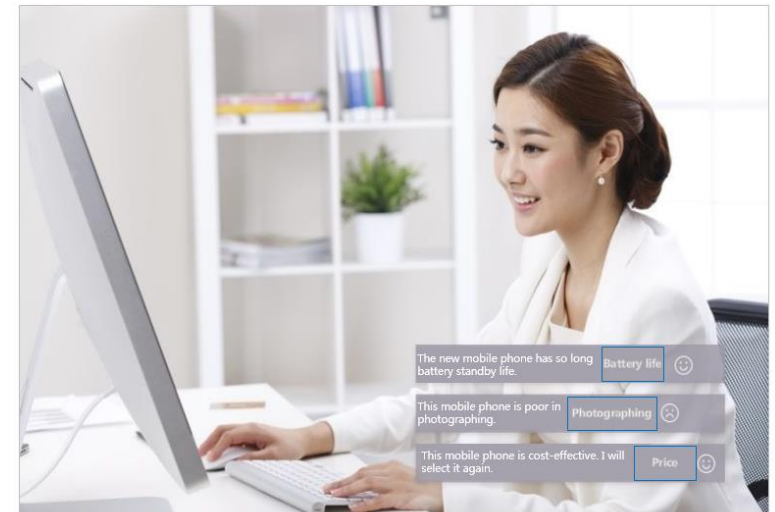 The new mobile phone has so long
battery standby life.
Battery life
This mobile phone is poor in
photographing.
Photographing
This mobile phone is cost-effective. I will
select it again.
Price